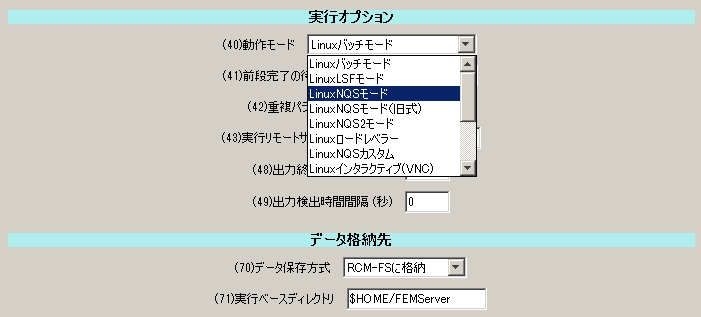 実行オプション
(40)動作モード Linuxバッチモード
Linuxバッチモード
(41)前段完了の LinuxLSFモード
LinuxNQSモード
(42)重複パラ LinuxNQSモード(旧式)
LinuxNQS2モード
(43)実行リモートサ Linuxロードレベラー
LinuxNQSカスタム
(48)出力終 Linuxインタラクティブ(VNC)
(49)出力検出時間間隔 (秒) 0
データ格納先
(70)データ保存方式 RCM-FSに格納
(71)実行ベースディレクトリ $HOME/FEMServer